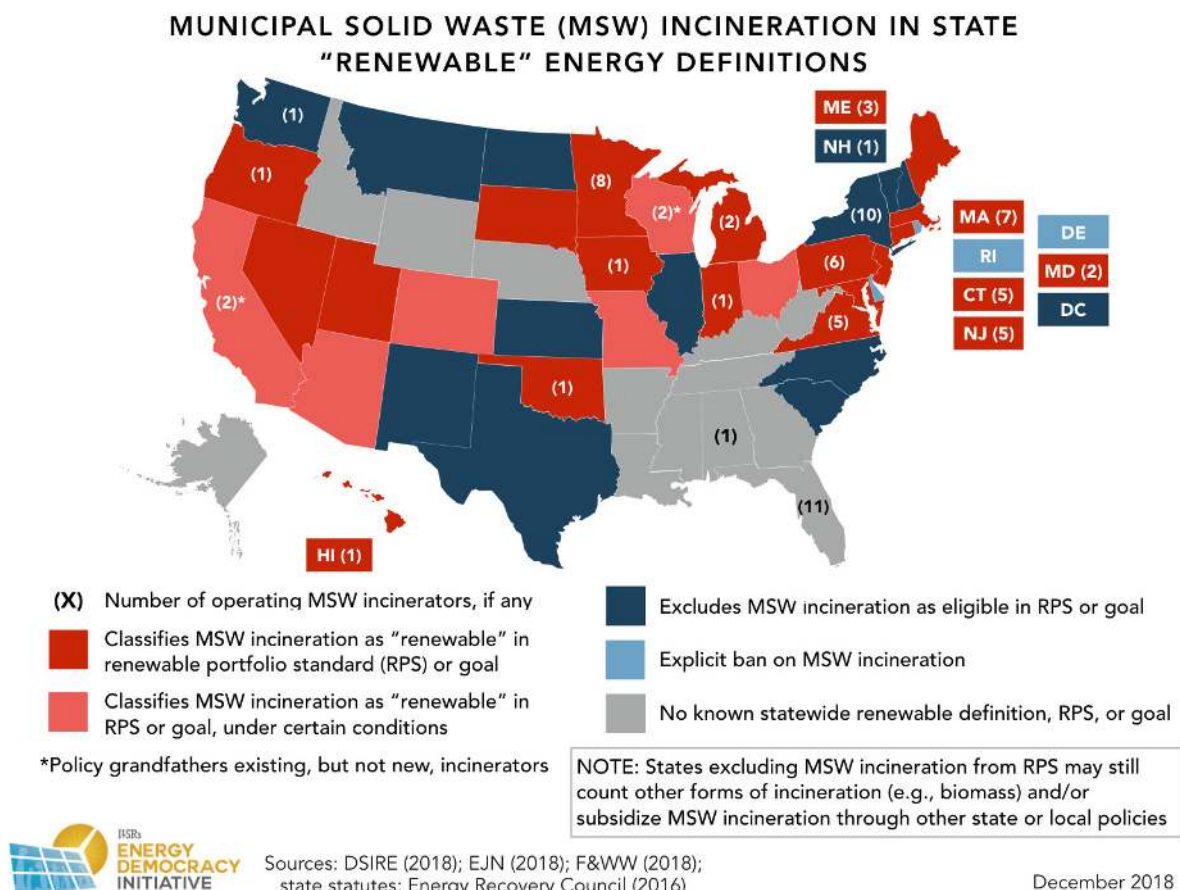 MUNICIPAL SOLID WASTE (MSW) INCINERATION IN STATE
“RENEWABLE” ENERGY DEFINITIONS
ME (3)
NH (1)
(1)
(1)
(8)
(2)*
(2)
(10)
MA (7)
DE
RI
MD (2)
CT (5)
DC
NJ (5)
(2)*
(1)
(1)
(6)
(5)
(1)
(1)
(11)
HI (1)
(X) Number of operating MSW incinerators, if any
Classifies MSW incineration as “renewable” in
renewable portfolio standard (RPS) or goal
Classifies MSW incineration as “renewable” in
RPS or goal, under certain conditions
*Policy grandfathers existing, but not new, incinerators
Excludes MSW incineration as eligible in RPS or goal
Explicit ban on MSW incineration
No known statewide renewable definition, RPS, or goal
NOTE: States excluding MSW incineration from RPS may still
count other forms of incineration (e.g., biomass) and/or
subsidize MSW incineration through other state or local policies
ILSR's
ENERGY
DEMOCRACY
INITIATIVE
Sources: DSIRE (2018); EJN (2018); F&WW (2018);
state statutes; Energy Recovery Council (2016)
December 2018